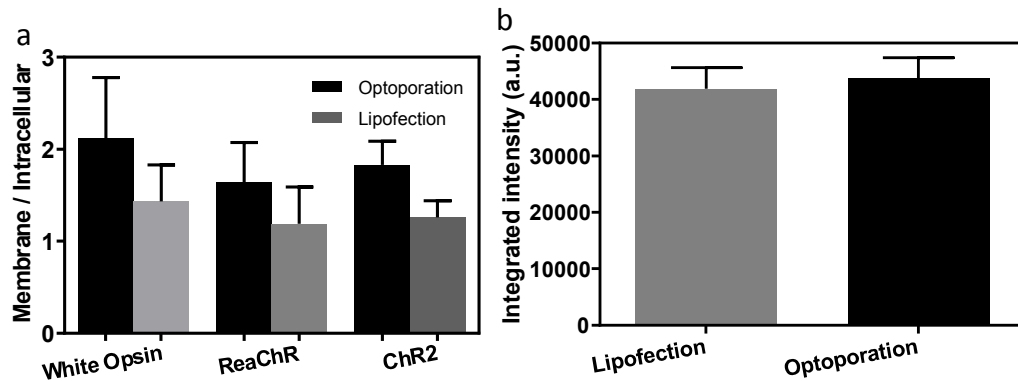 a
Membrane / Intracellular
3
2
1
0
Optoporation
Lipofection
White Opsin
ReaChR
ChR2
b
Integrated intensity (a.u.)
50000
40000
30000
20000
10000
0
Lipofection
Optoporation